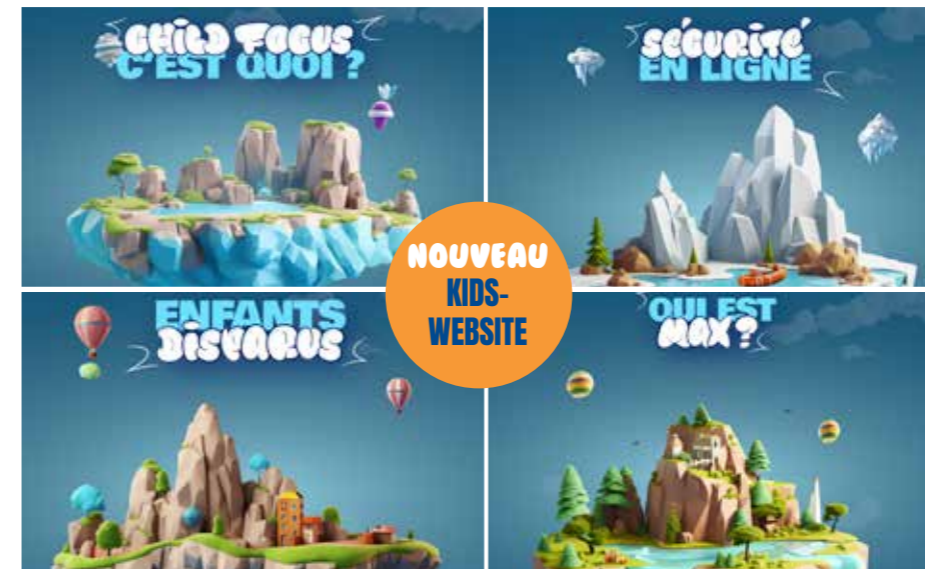 CHILD FOCUS
C'EST QUOI ?
SÉCURITÉ
EN LIGNE
NOUVEAU
KIDS-
WEBSITE
ENFANTS
DISPARUS
QUI EST
MAX ?